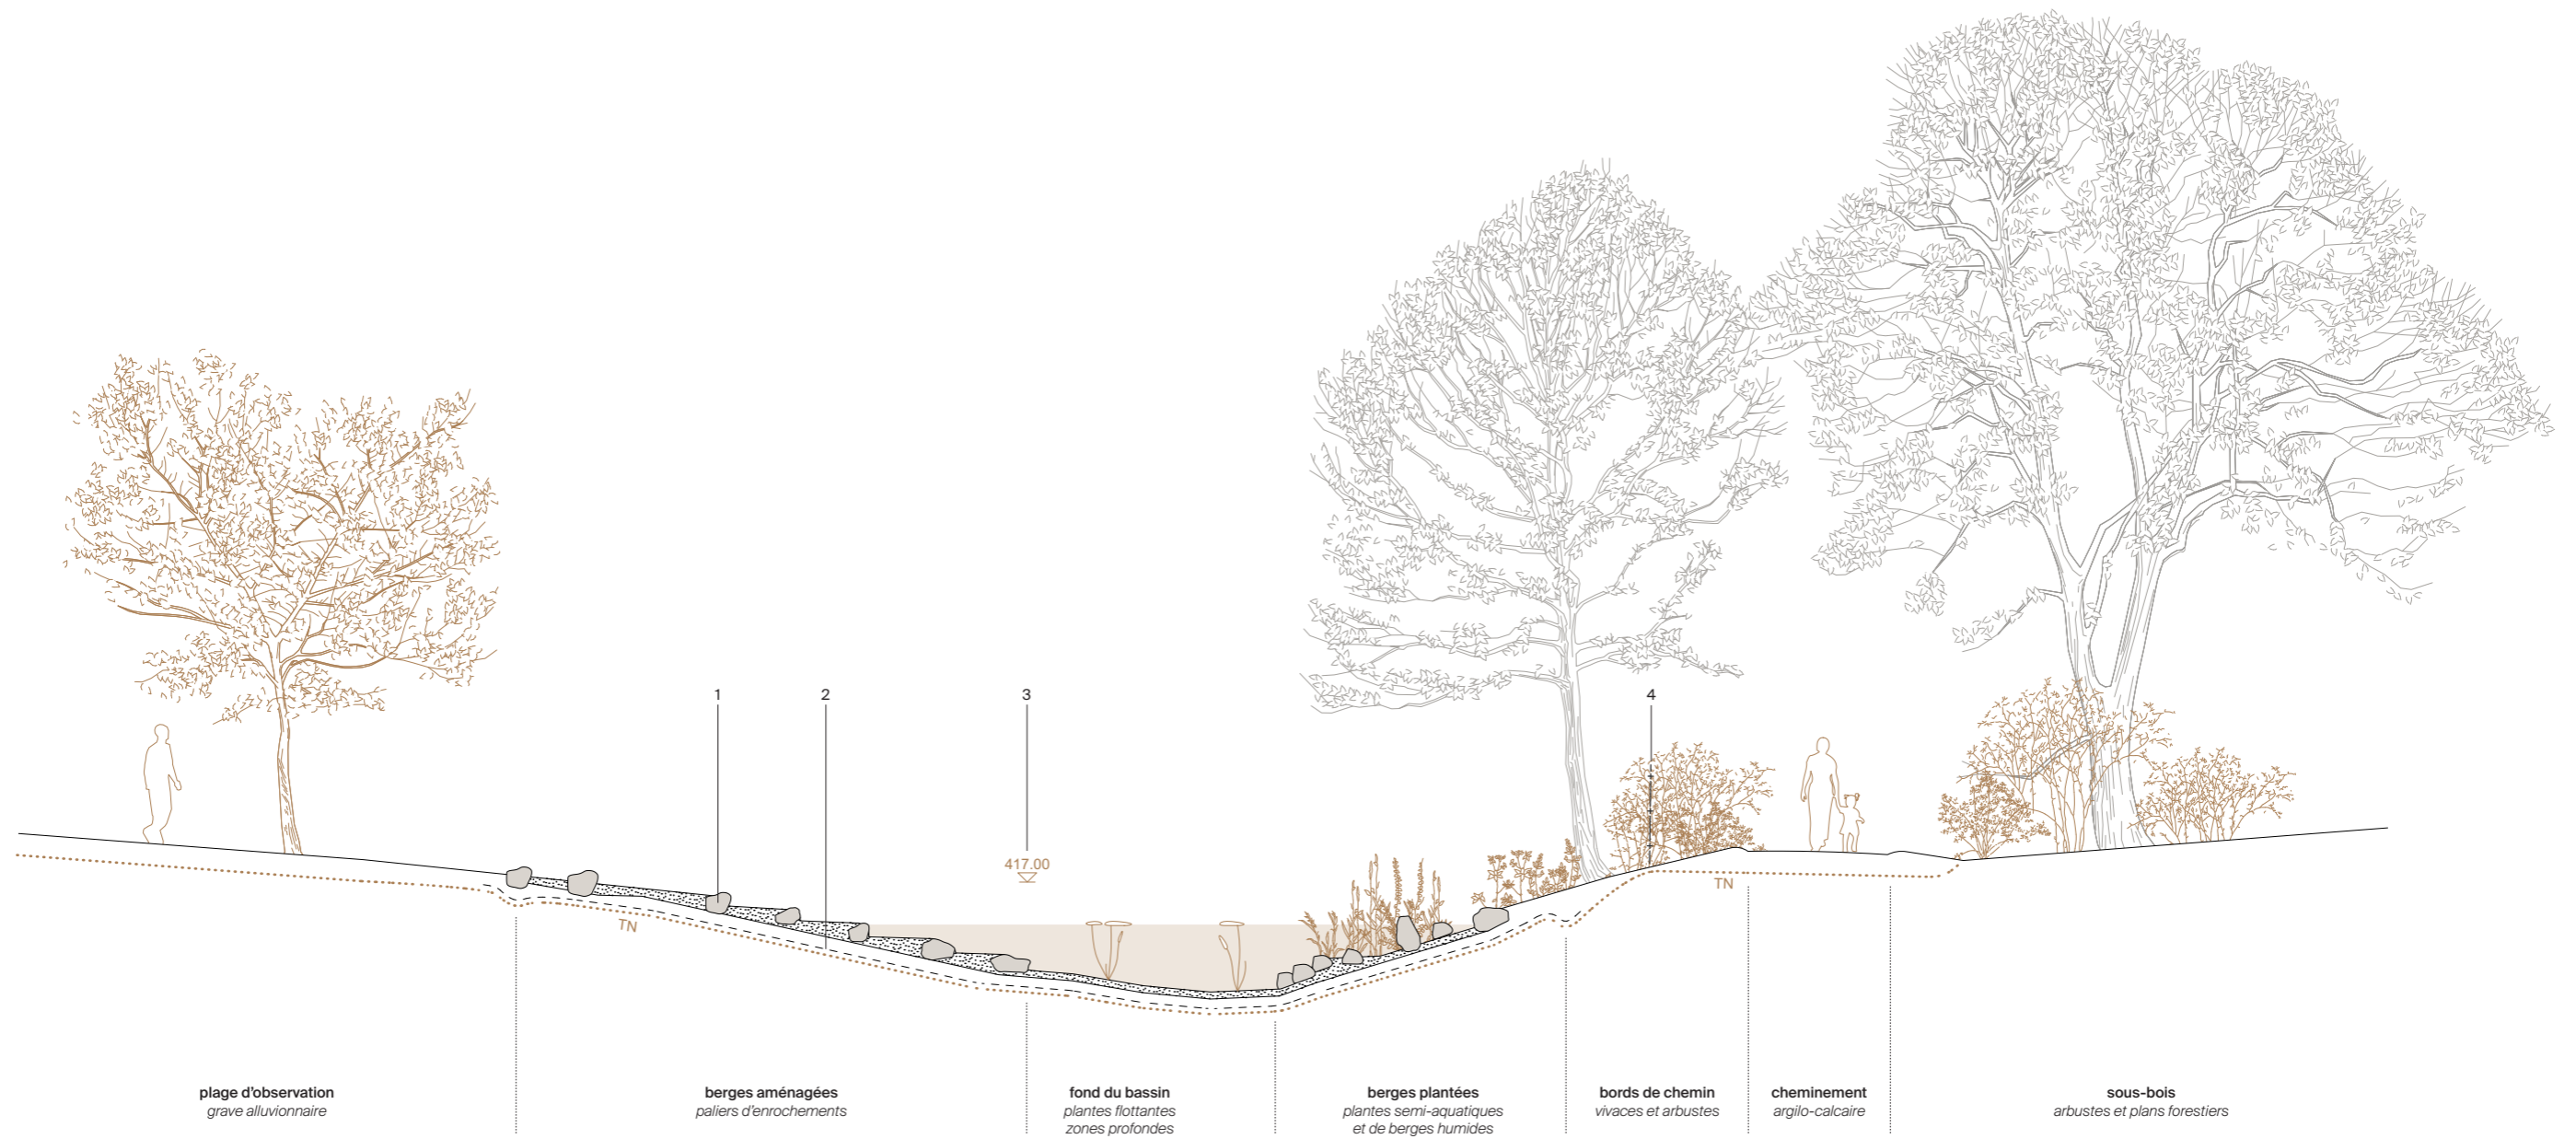 1
2
3
4
417.00
TN
TN
plage d'observation
grave alluvionnaire
berges aménagées
paliers d'enrochements
fond du bassin
plantes flottantes
zones profondes
berges plantées
plantes semi-aquatiques
et de berges humides
bords de chemin
vivaces et arbustes
cheminement
argilo-calcaire
sous-bois
arbustes et plans forestiers